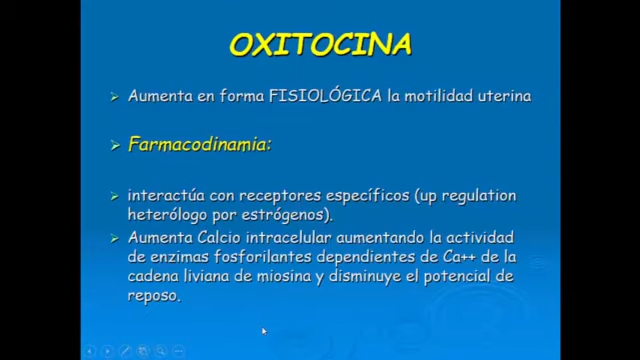 OXITOCINA
Aumenta en forma FISIOLÓGICA la motilidad uterina
Farmacodinamia:
interactúa con receptores específicos (up regulation
heterólogo por estrógenos).
Aumenta Calcio intracelular aumentando la actividad
de enzimas fosforilantes dependientes de Ca++ de la
cadena liviana de miosina y disminuye el potencial de
reposo.